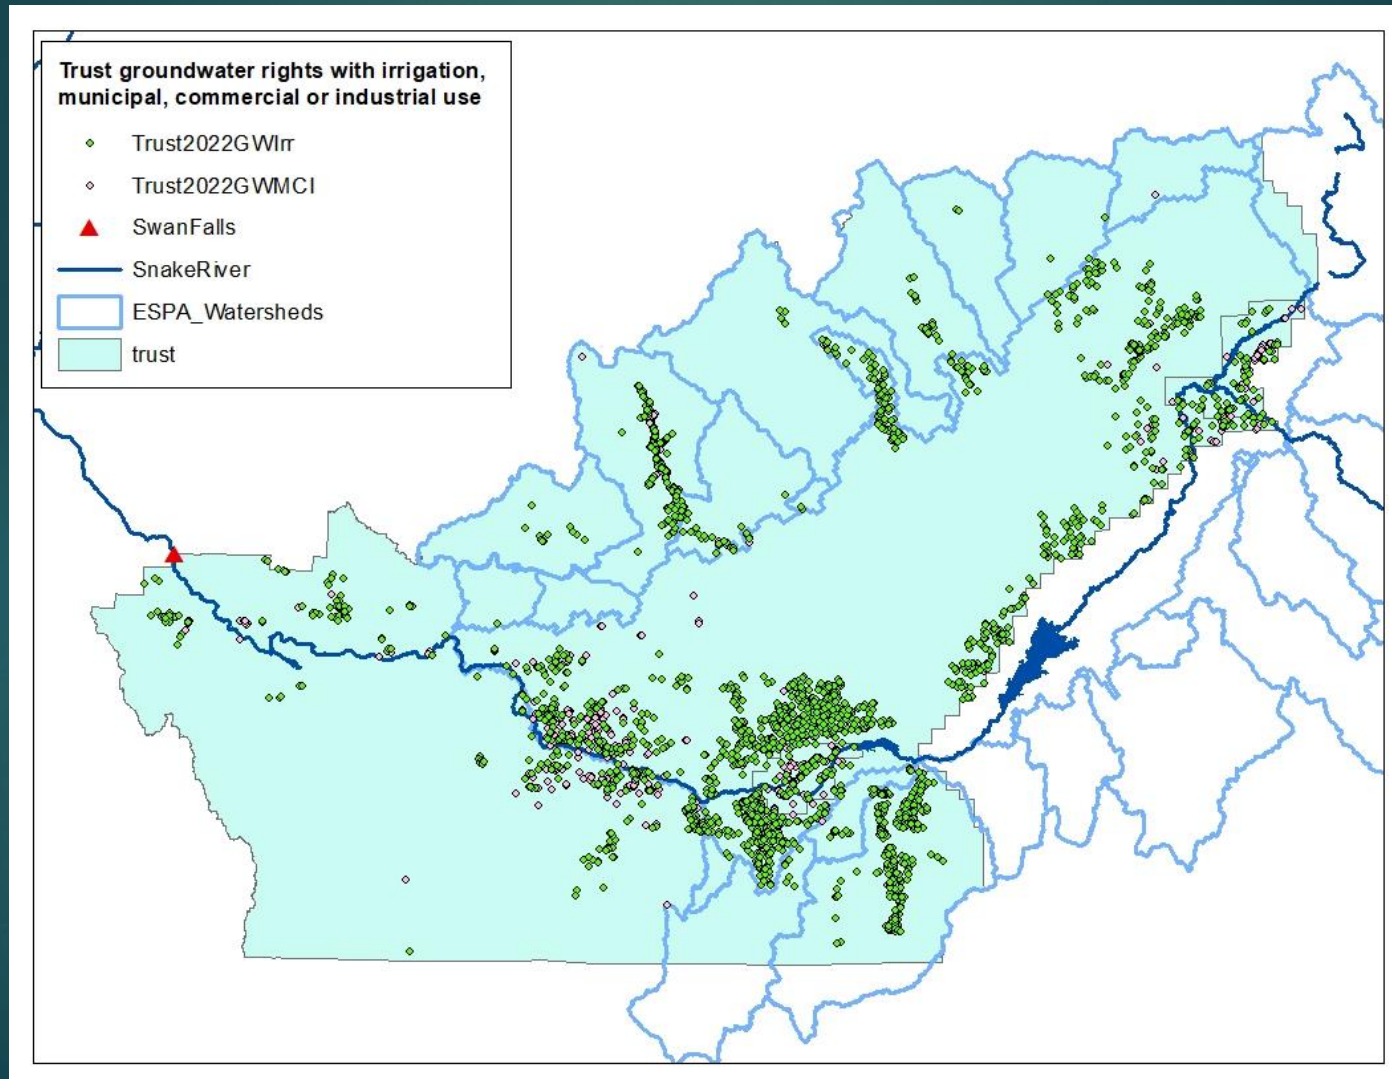 Trust groundwater rights with irrigation,
municipal, commercial or industrial use
Trust2022GWIrr
Trust2022GWMCI
SwanFalls
SnakeRiver
ESPA_Watersheds
trust